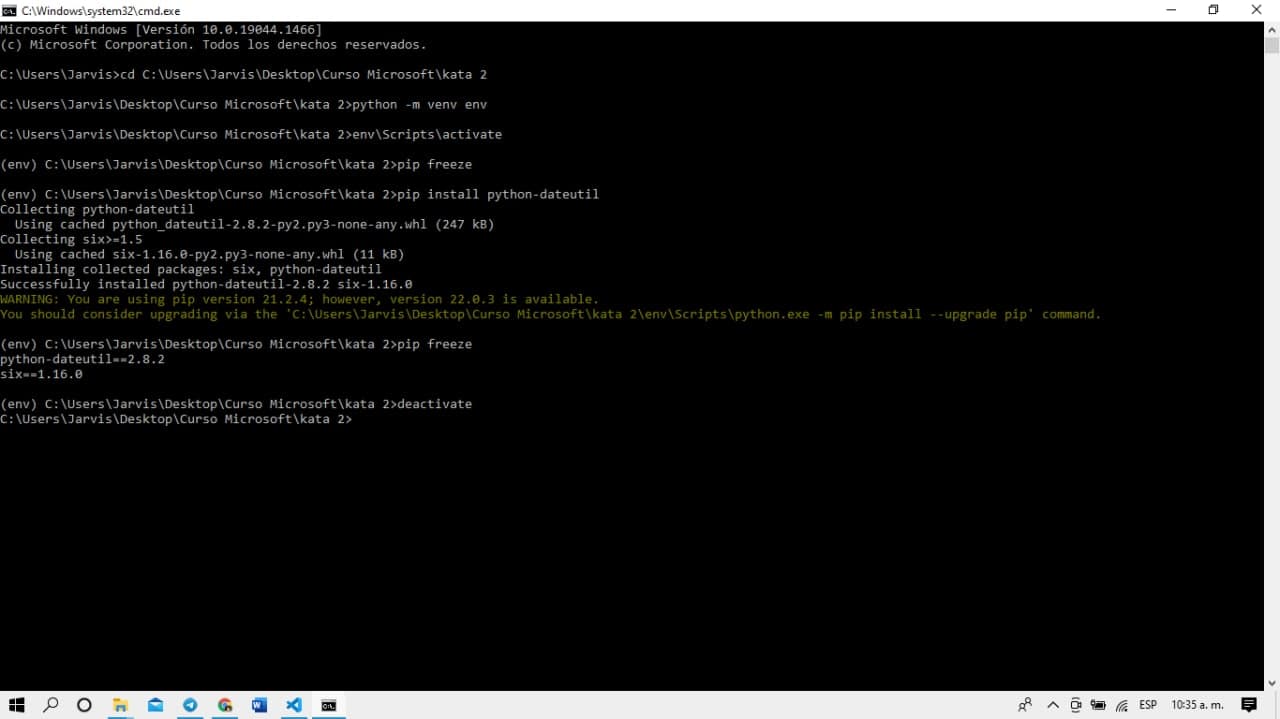 C:\Windows\system32\cmd.exe
Microsoft Windows [Versión 10.0.19044.1466]
(c) Microsoft Corporation. Todos los derechos reservados.
C:\Users\Jarvis>cd C:\Users\Jarvis\Desktop\Curso Microsoft\kata 2
C:\Users\Jarvis\Desktop\Curso Microsoft\kata 2>python -m venv env
C:\Users\Jarvis\Desktop\Curso Microsoft\kata 2>env\Scripts\activate
(env) C:\Users\Jarvis\Desktop\Curso Microsoft\kata 2>pip freeze
(env) C:\Users\Jarvis\Desktop\Curso Microsoft\kata 2>pip install python-dateutil
Collecting python-dateutil
  Using cached python_dateutil-2.8.2-py2.py3-none-any.whl (247 kB)
Collecting six>=1.5
  Using cached six-1.16.0-py2.py3-none-any.whl (11 kB)
Installing collected packages: six, python-dateutil
Successfully installed python-dateutil-2.8.2 six-1.16.0
WARNING: You are using pip version 21.2.4; however, version 22.0.3 is available.
You should consider upgrading via the 'C:\Users\Jarvis\Desktop\Curso Microsoft\kata 2\env\Scripts\python.exe -m pip install --upgrade pip' command.
(env) C:\Users\Jarvis\Desktop\Curso Microsoft\kata 2>pip freeze
python-dateutil==2.8.2
six==1.16.0
(env) C:\Users\Jarvis\Desktop\Curso Microsoft\kata 2>deactivate
C:\Users\Jarvis\Desktop\Curso Microsoft\kata 2>
ESP 10:35 a. m.